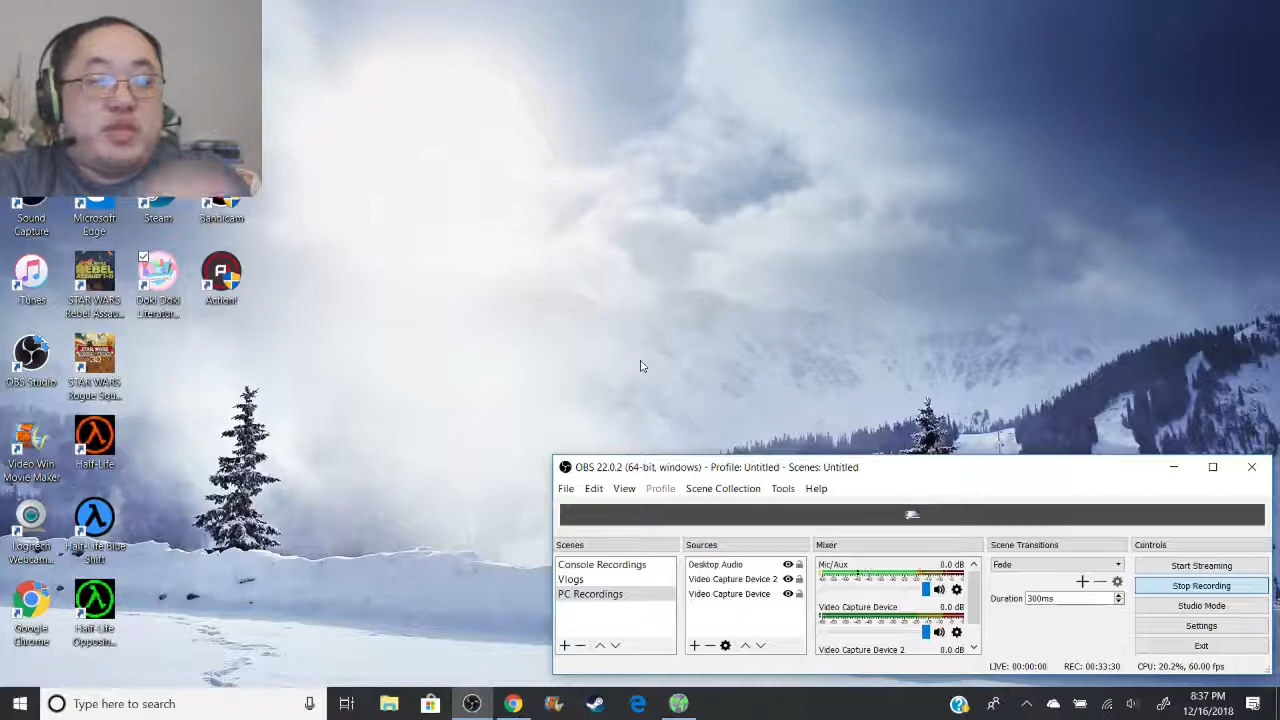 Sound
Capture
Microsoft
Edge
Steam
Bandicam
iTunes
STAR WARS
Rebel Assau...
Doki Doki
Literatur...
Action!
OBS Studio
STAR WARS
Rogue Squ...
Video Win
Movie Maker
Half-Life
Logitech
Webcam...
Half-Life Blue
Shift
Google
Chrome
Half-Life
Opposin...
OBS 22.0.2 (64-bit, windows) - Profile: Untitled - Scenes: Untitled
File Edit View Profile Scene Collection Tools Help
Scenes Sources Mixer Scene Transitions Controls
Console Recordings
Vlogs
PC Recordings
Desktop Audio
Video Capture Device 2
Video Capture Device
Mic/Aux 0.0 dB
Video Capture Device 0.0 dB
Video Capture Device 2 0.0 dB
Fade
Duration 300ms
Start Streaming
Stop Recording
Studio Mode
Settings
Exit
LIVE: 00:00:00 REC: 00:33:30 CPU: 20.2%, 60.00 fps
Type here to search
8:37 PM
12/16/2018